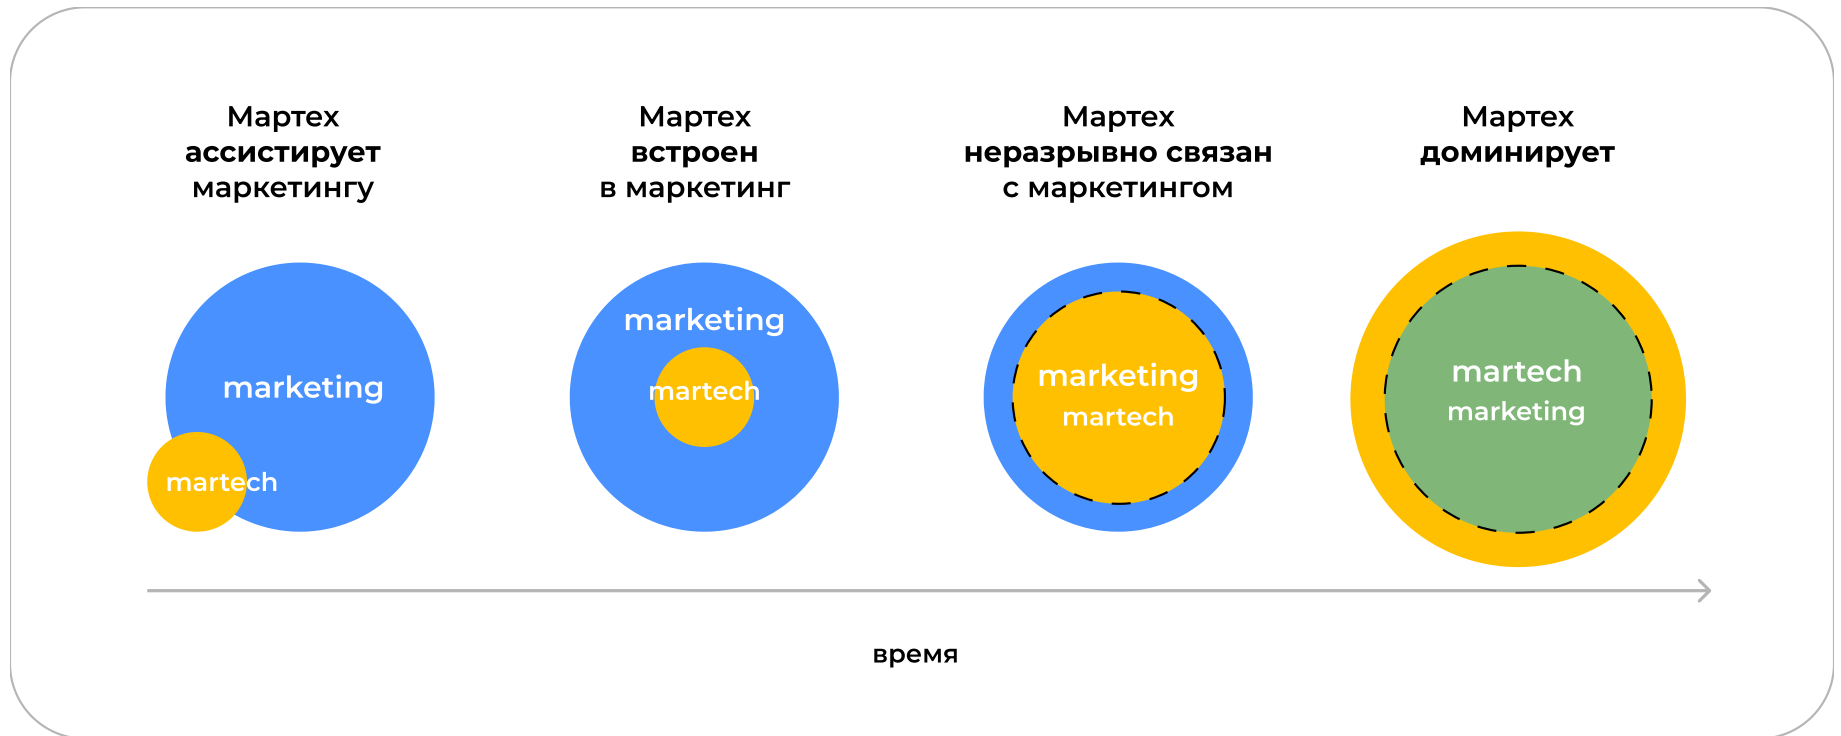 Мартех
ассистирует
маркетингу
Мартех
встроен
в маркетинг
Мартех
неразрывно связан
с маркетингом
Мартех
доминирует
marketing
martech
marketing
martech
marketing
martech
martech
marketing
время